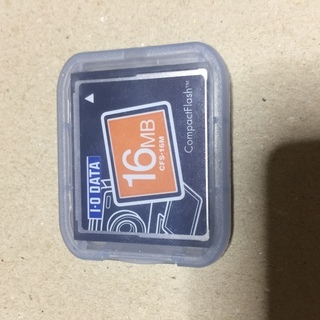 I·O DATA
16MB
CFS-16M
CompactFlash™